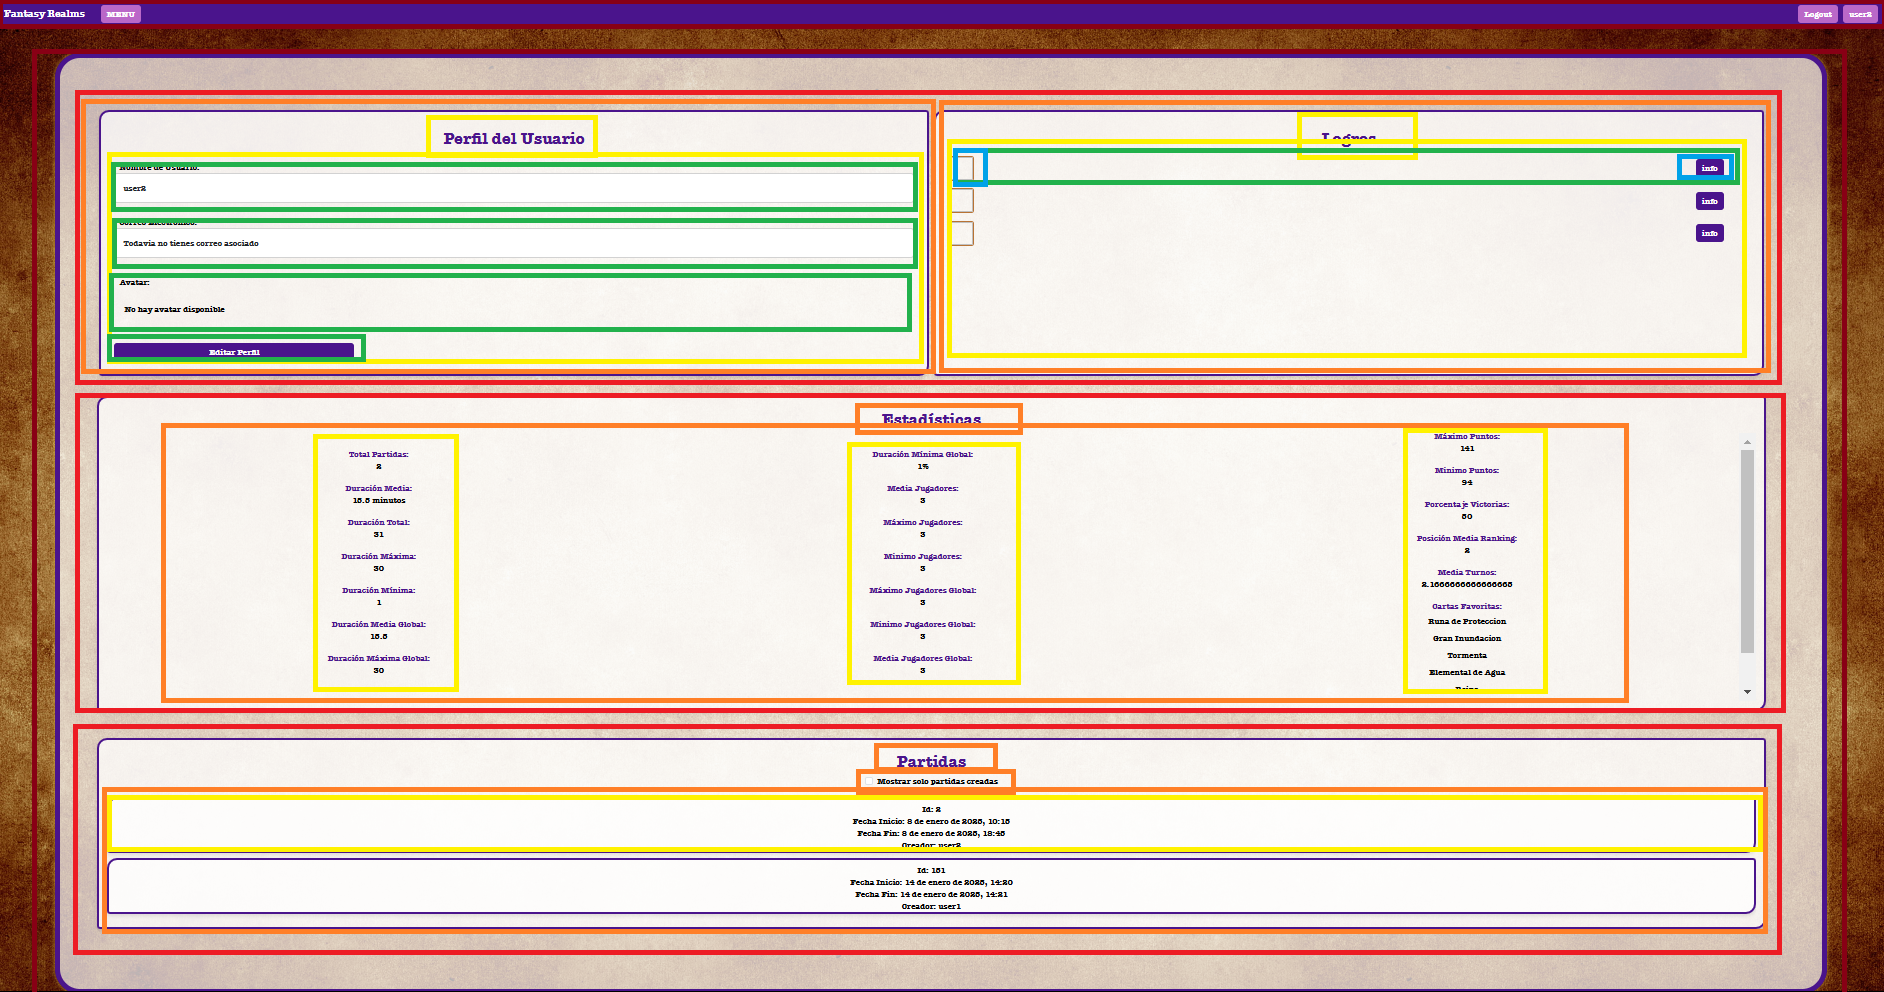 Fantasy Realms
MENU
Logout
user2
Perfil del Usuario
Nombre de Usuario:
user2
Correo Electrónico:
Todavia no tienes correo asociado
Avatar:
No hay avatar disponible
Editar Perfil
Logros
info
info
info
Estadísticas
Total Partidas:
2
Duración Media:
15.5 minutos
Duración Total:
31
Duración Máxima:
30
Duración Mínima:
1
Duración Media Global:
15.5
Duración Máxima Global:
30
Duración Mínima Global:
1%
Media Jugadores:
3
Máximo Jugadores:
3
Minimo Jugadores:
3
Máximo Jugadores Global:
3
Minimo Jugadores Global:
3
Media Jugadores Global:
3
Máximo Puntos:
141
Minimo Puntos:
94
Porcentaje Victorias:
50
Posición Media Ranking:
2
Media Turnos:
2.1666666666666665
Cartas Favoritas:
Runa de Proteccion
Gran Inundacion
Tormenta
Elemental de Agua
Partidas
Mostrar solo partidas creadas
Id: 2
Fecha Inicio: 8 de enero de 2025, 10:15
Fecha Fin: 8 de enero de 2025, 18:45
Creador: user2
Id: 151
Fecha Inicio: 14 de enero de 2025, 14:20
Fecha Fin: 14 de enero de 2025, 14:21
Creador: user1